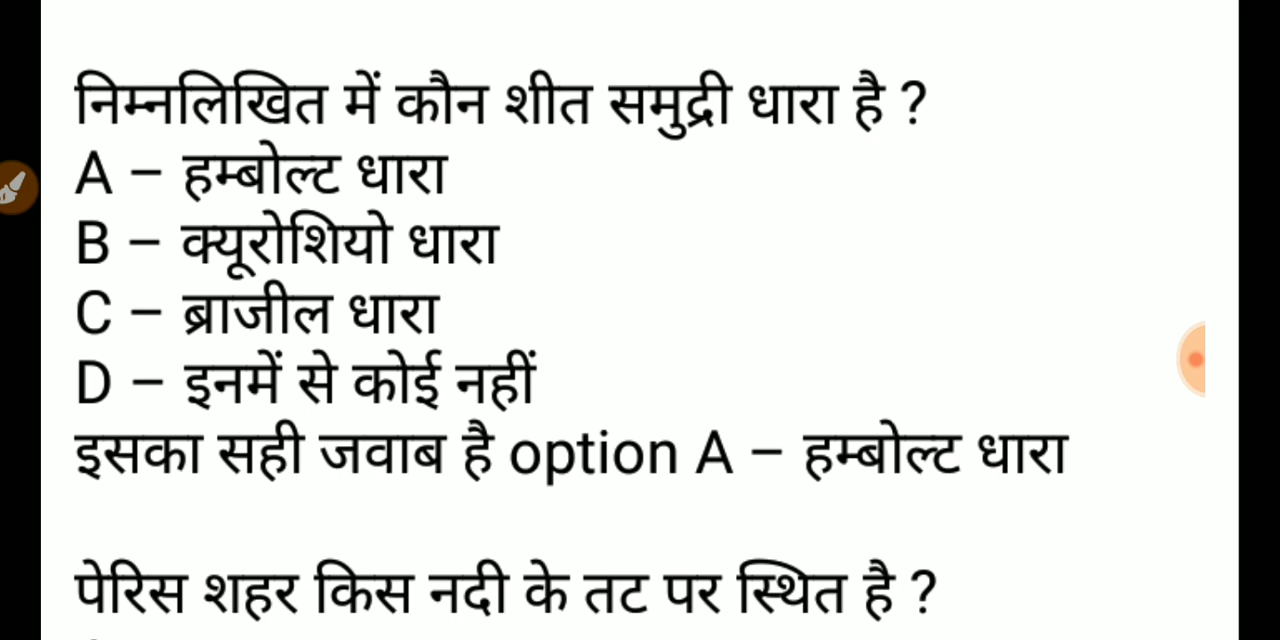 निम्नलिखित में कौन शीत समुद्री धारा है ?
A – हम्बोल्ट धारा
B – क्यूरोशियो धारा
C – ब्राजील धारा
D – इनमें से कोई नहीं
इसका सही जवाब है option A – हम्बोल्ट धारा
पेरिस शहर किस नदी के तट पर स्थित है ?